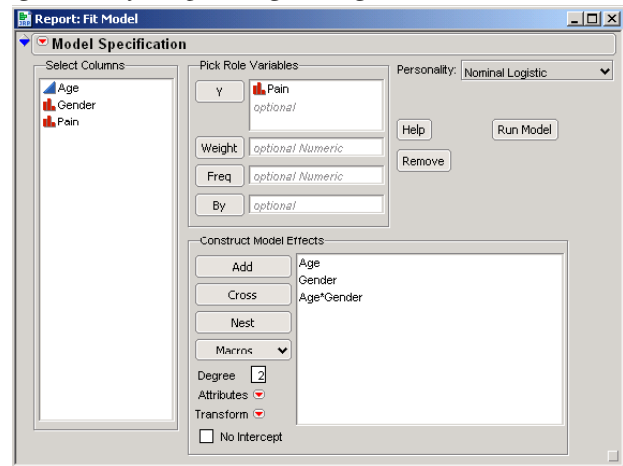 Report: Fit Model
Model Specification
Select Columns
Age
Gender
Pain
Pick Role Variables
Y
Pain
optional
Weight
optional Numeric
Freq
optional Numeric
By
optional
Personality:
Nominal Logistic
Help
Run Model
Remove
Construct Model Effects
Add
Cross
Nest
Macros
Degree
2
Attributes
Transform
No Intercept
Age
Gender
Age*Gender